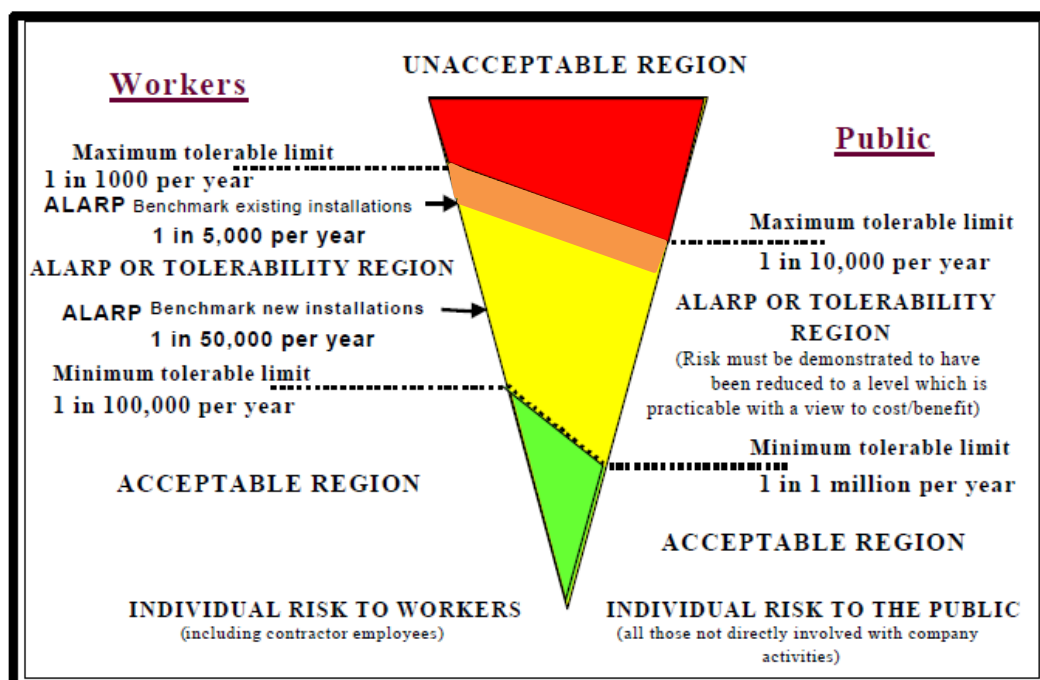 UNACCEPTABLE REGION
Workers
Maximum tolerable limit
1 in 1000 per year
ALARP Benchmark existing installations
1 in 5,000 per year
ALARP OR TOLERABILITY REGION
ALARP Benchmark new installations
1 in 50,000 per year
Minimum tolerable limit
1 in 100,000 per year
ACCEPTABLE REGION
INDIVIDUAL RISK TO WORKERS
(including contractor employees)
Public
Maximum tolerable limit
1 in 10,000 per year
ALARP OR TOLERABILITY
REGION
(Risk must be demonstrated to have
been reduced to a level which is
practicable with a view to cost/benefit)
Minimum tolerable limit
1 in 1 million per year
ACCEPTABLE REGION
INDIVIDUAL RISK TO THE PUBLIC
(all those not directly involved with company
activities)